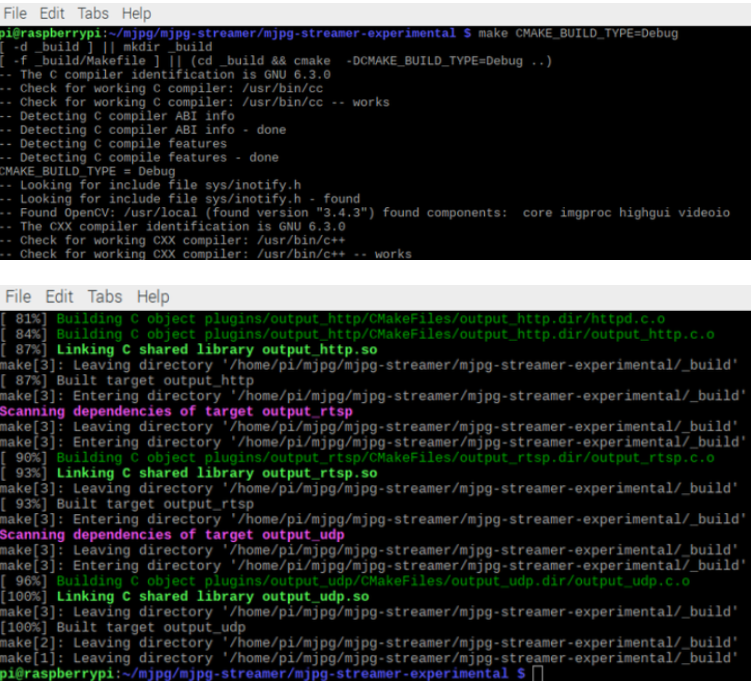 File Edit Tabs Help
pi@raspberrypi:~/mjpg/mjpg-streamer/mjpg-streamer-experimental $ make CMAKE_BUILD_TYPE=Debug
[ -d _build ] || mkdir _build
[ -f _build/Makefile ] || (cd _build && cmake  -DCMAKE_BUILD_TYPE=Debug ..)
-- The C compiler identification is GNU 6.3.0
-- Check for working C compiler: /usr/bin/cc
-- Check for working C compiler: /usr/bin/cc -- works
-- Detecting C compiler ABI info
-- Detecting C compiler ABI info - done
-- Detecting C compile features
-- Detecting C compile features - done
CMAKE_BUILD_TYPE = Debug
-- Looking for include file sys/inotify.h
-- Looking for include file sys/inotify.h - found
-- Found OpenCV: /usr/local (found version "3.4.3") found components:  core imgproc highgui videoio
-- The CXX compiler identification is GNU 6.3.0
-- Check for working CXX compiler: /usr/bin/c++
-- Check for working CXX compiler: /usr/bin/c++ -- works
File Edit Tabs Help
[ 81%] Building C object plugins/output_http/CMakeFiles/output_http.dir/httpd.c.o
[ 84%] Building C object plugins/output_http/CMakeFiles/output_http.dir/output_http.c.o
[ 87%] Linking C shared library output_http.so
make[3]: Leaving directory '/home/pi/mjpg/mjpg-streamer/mjpg-streamer-experimental/_build'
[ 87%] Built target output_http
make[3]: Entering directory '/home/pi/mjpg/mjpg-streamer/mjpg-streamer-experimental/_build'
Scanning dependencies of target output_rtsp
make[3]: Leaving directory '/home/pi/mjpg/mjpg-streamer/mjpg-streamer-experimental/_build'
make[3]: Entering directory '/home/pi/mjpg/mjpg-streamer/mjpg-streamer-experimental/_build'
[ 90%] Building C object plugins/output_rtsp/CMakeFiles/output_rtsp.dir/output_rtsp.c.o
[ 93%] Linking C shared library output_rtsp.so
make[3]: Leaving directory '/home/pi/mjpg/mjpg-streamer/mjpg-streamer-experimental/_build'
[ 93%] Built target output_rtsp
make[3]: Entering directory '/home/pi/mjpg/mjpg-streamer/mjpg-streamer-experimental/_build'
Scanning dependencies of target output_udp
make[3]: Leaving directory '/home/pi/mjpg/mjpg-streamer/mjpg-streamer-experimental/_build'
make[3]: Entering directory '/home/pi/mjpg/mjpg-streamer/mjpg-streamer-experimental/_build'
[ 96%] Building C object plugins/output_udp/CMakeFiles/output_udp.dir/output_udp.c.o
[100%] Linking C shared library output_udp.so
make[3]: Leaving directory '/home/pi/mjpg/mjpg-streamer/mjpg-streamer-experimental/_build'
[100%] Built target output_udp
make[2]: Leaving directory '/home/pi/mjpg/mjpg-streamer/mjpg-streamer-experimental/_build'
make[1]: Leaving directory '/home/pi/mjpg/mjpg-streamer/mjpg-streamer-experimental/_build'
pi@raspberrypi:~/mjpg/mjpg-streamer/mjpg-streamer-experimental $